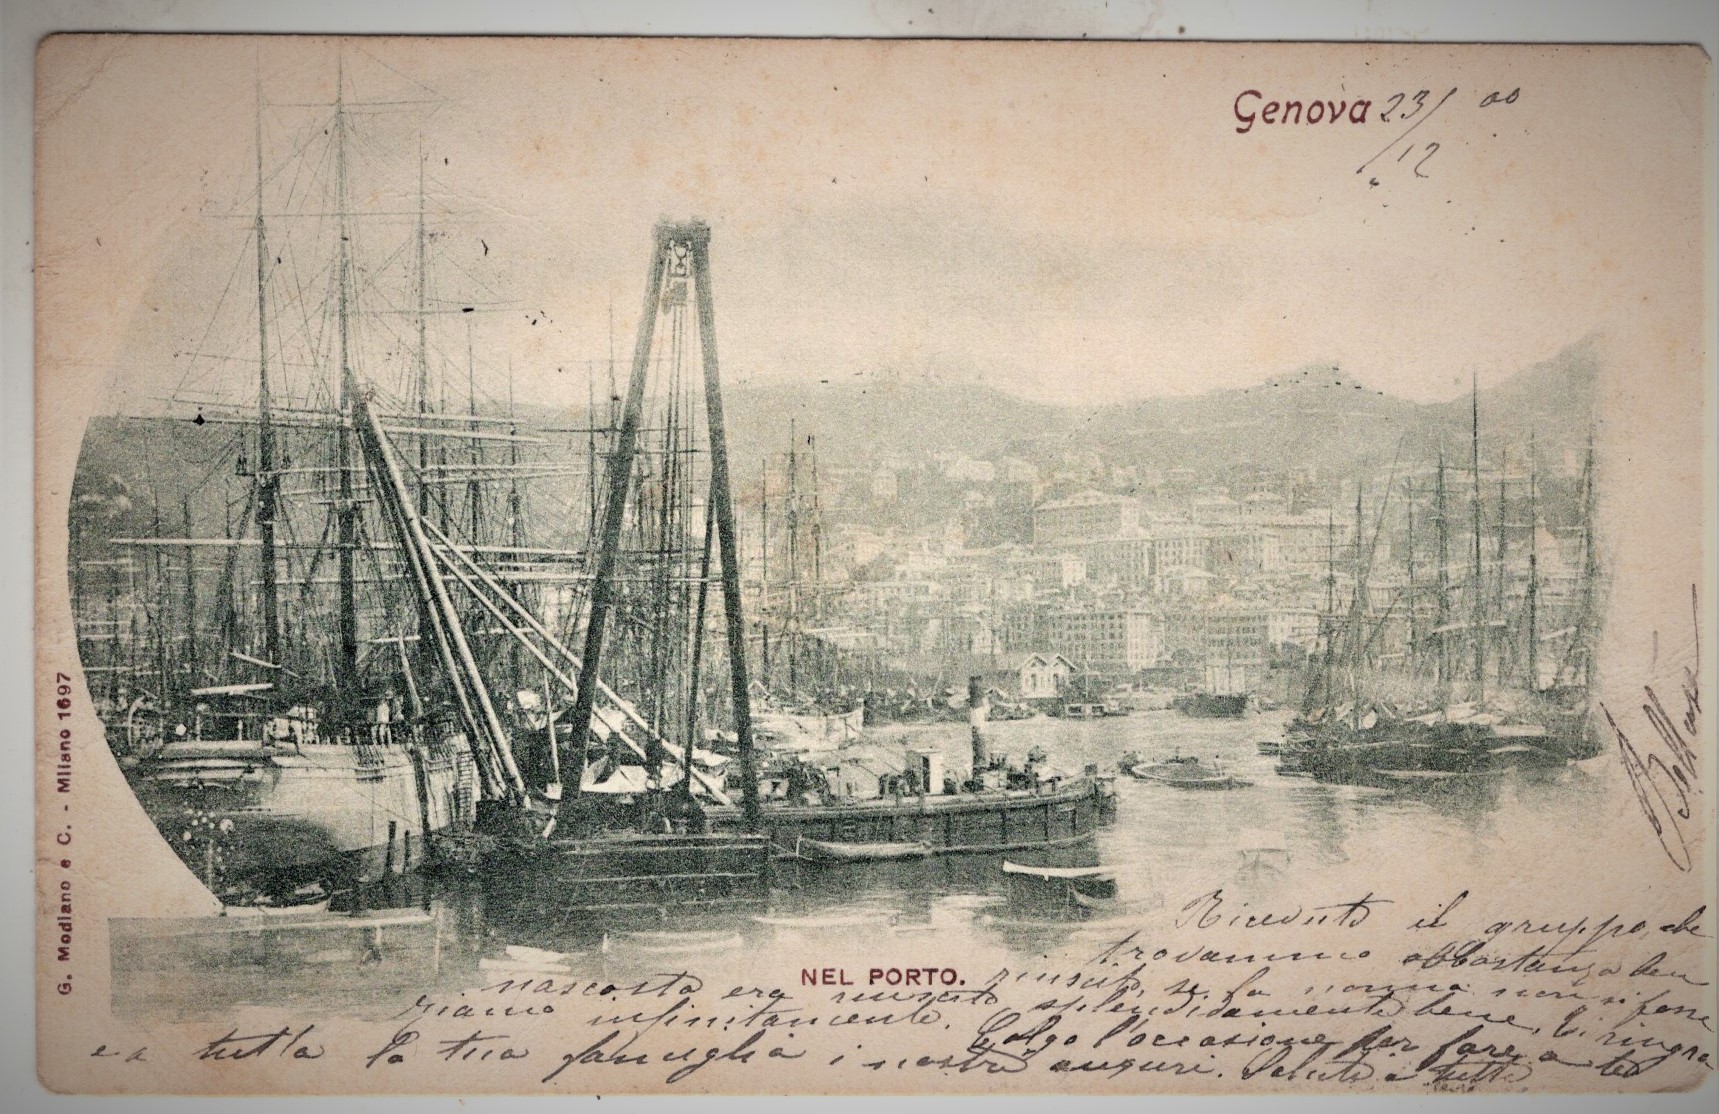 Genova 23/12 00
G. Modiano e C. - Milano 1697
NEL PORTO.
Ricevuto il gruppo, che
trovammo abbastanza ben
riuscito, se la nonna non si fosse
nascosta era riuscito splendidamente bene. Ti ringra
ziamo infinitamente. Colgo l'occasione per fare a te
e a tutta la tua famiglia i nostri auguri. Saluti a tutti